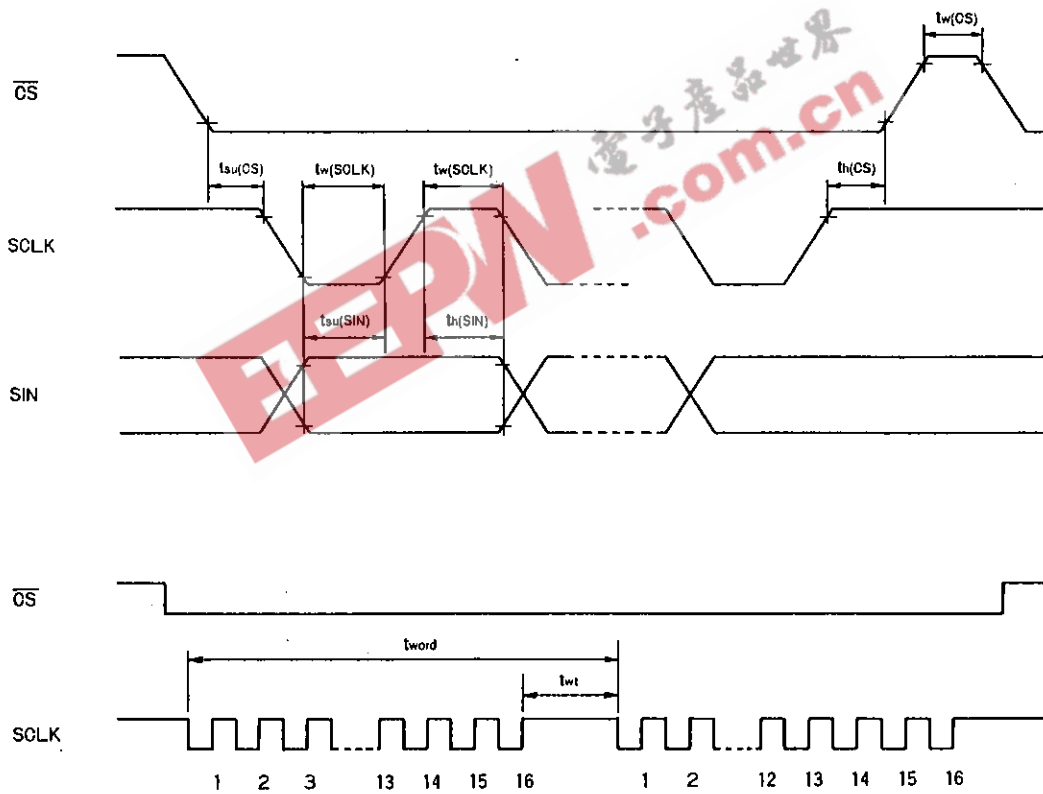 tw(CS)
CS
tsu(CS) tw(SCLK) tw(SCLK) th(CS)
SCLK
tsu(SIN) th(SIN)
SIN
EEPW .com.cn
電子產品世界
CS
tword
twt
SCLK
1 2 3 13 14 15 16 1 2 12 13 14 15 16